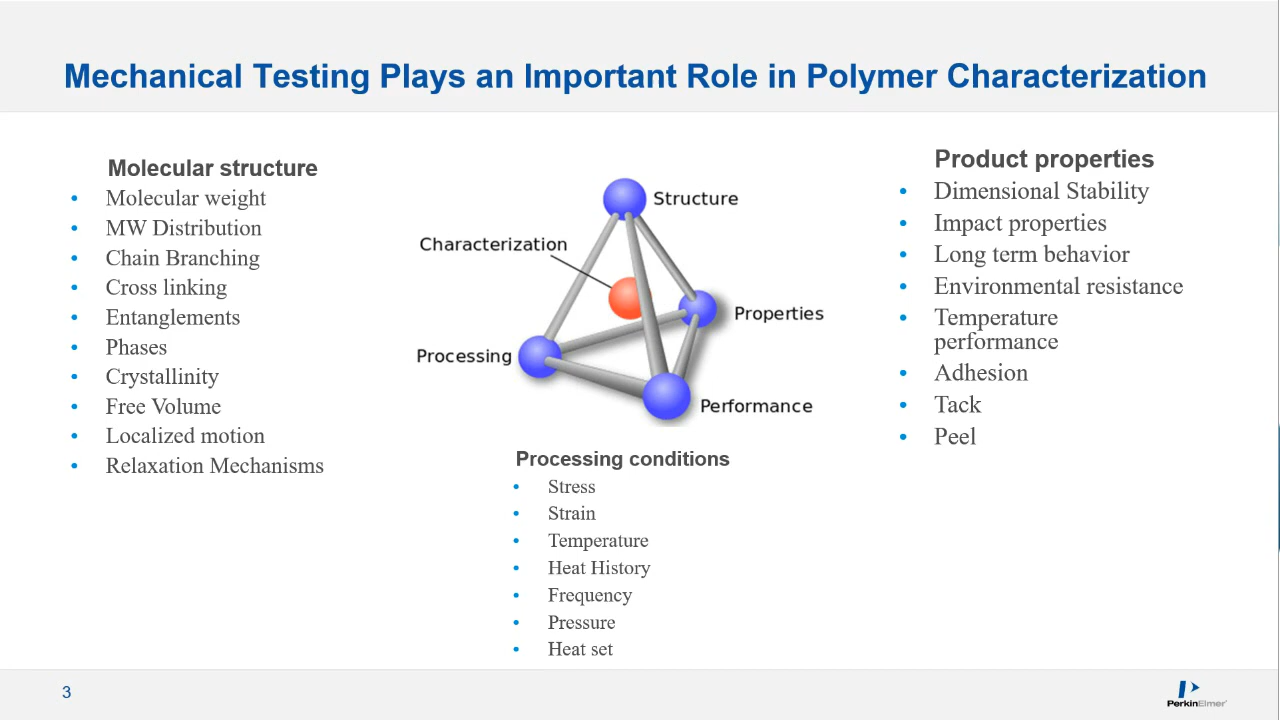 Mechanical Testing Plays an Important Role in Polymer Characterization
Molecular structure
• Molecular weight
• MW Distribution
• Chain Branching
• Cross linking
• Entanglements
• Phases
• Crystallinity
• Free Volume
• Localized motion
• Relaxation Mechanisms
Structure
Characterization
Properties
Processing
Performance
Processing conditions
• Stress
• Strain
• Temperature
• Heat History
• Frequency
• Pressure
• Heat set
Product properties
• Dimensional Stability
• Impact properties
• Long term behavior
• Environmental resistance
• Temperature
performance
• Adhesion
• Tack
• Peel
3
PerkinElmer